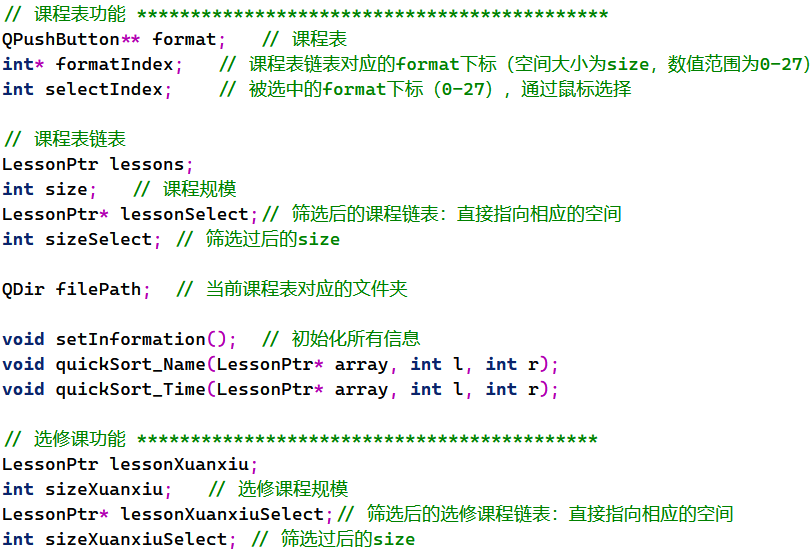 // 课程表功能 ********************************************
QPushButton** format;   // 课程表
int* formatIndex;   // 课程表链表对应的format下标（空间大小为size，数值范围为0-27）
int selectIndex;    // 被选中的format下标（0-27），通过鼠标选择
// 课程表链表
LessonPtr lessons;
int size;   // 课程规模
LessonPtr* lessonSelect;// 筛选后的课程链表：直接指向相应的空间
int sizeSelect; // 筛选过后的size
QDir filePath;  // 当前课程表对应的文件夹
void setInformation();  // 初始化所有信息
void quickSort_Name(LessonPtr* array, int l, int r);
void quickSort_Time(LessonPtr* array, int l, int r);
// 选修课功能 *******************************************
LessonPtr lessonXuanxiu;
int sizeXuanxiu;   // 选修课程规模
LessonPtr* lessonXuanxiuSelect;// 筛选后的选修课程链表：直接指向相应的空间
int sizeXuanxiuSelect; // 筛选过后的size